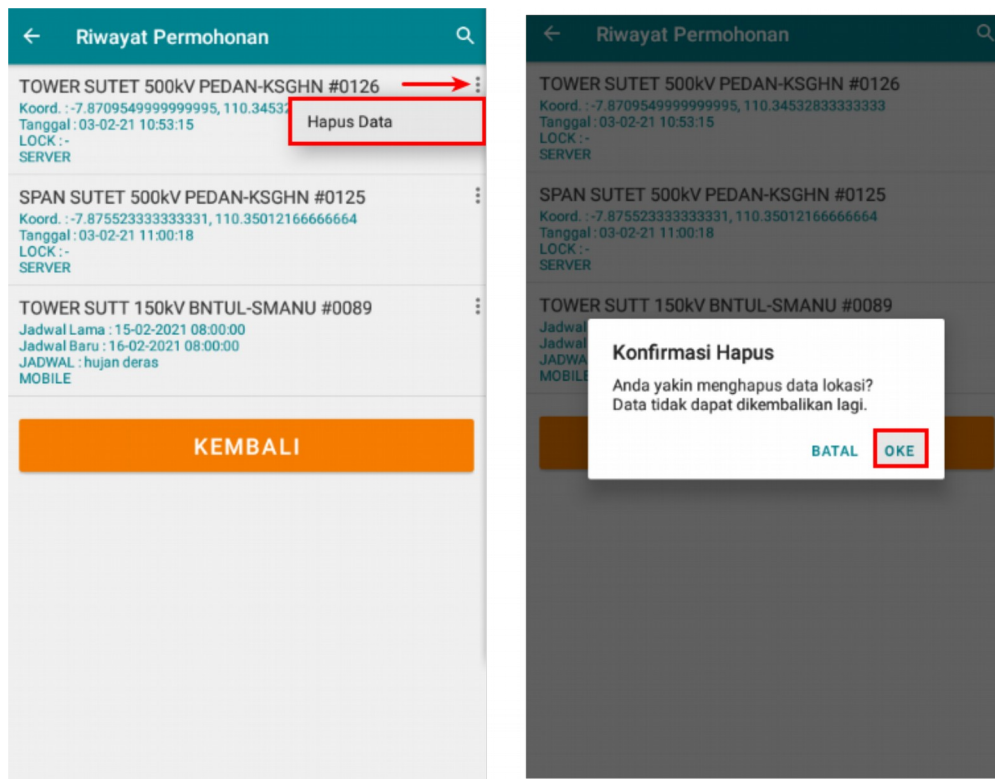 Riwayat Permohonan
TOWER SUTET 500kV PEDAN-KSGHN #0126
Koord. :-7.8709549999999995, 110.3453
Hapus Data
Tanggal : 03-02-21 10:53:15
LOCK :-
SERVER
SPAN SUTET 500kV PEDAN-KSGHN #0125
Koord. :-7.875523333333331, 110.35012166666664
Tanggal : 03-02-21 11:00:18
LOCK :-
SERVER
TOWER SUTT 150kV BNTUL-SMANU #0089
Jadwal Lama : 15-02-2021 08:00:00
Jadwal Baru : 16-02-2021 08:00:00
JADWAL : hujan deras
MOBILE
KEMBALI
Riwayat Permohonan
TOWER SUTET 500kV PEDAN-KSGHN #0126
Koord. :-7.8709549999999995, 110.34532833333333
Tanggal : 03-02-21 10:53:15
LOCK :-
SERVER
SPAN SUTET 500kV PEDAN-KSGHN #0125
Koord. :-7.875523333333331, 110.35012166666664
Tanggal : 03-02-21 11:00:18
LOCK :-
SERVER
TOWER SUTT 150kV BNTUL-SMANU #0089
Jadwal
Jadwal
JADWA
MOBILE
Konfirmasi Hapus
Anda yakin menghapus data lokasi?
Data tidak dapat dikembalikan lagi.
BATAL OKE